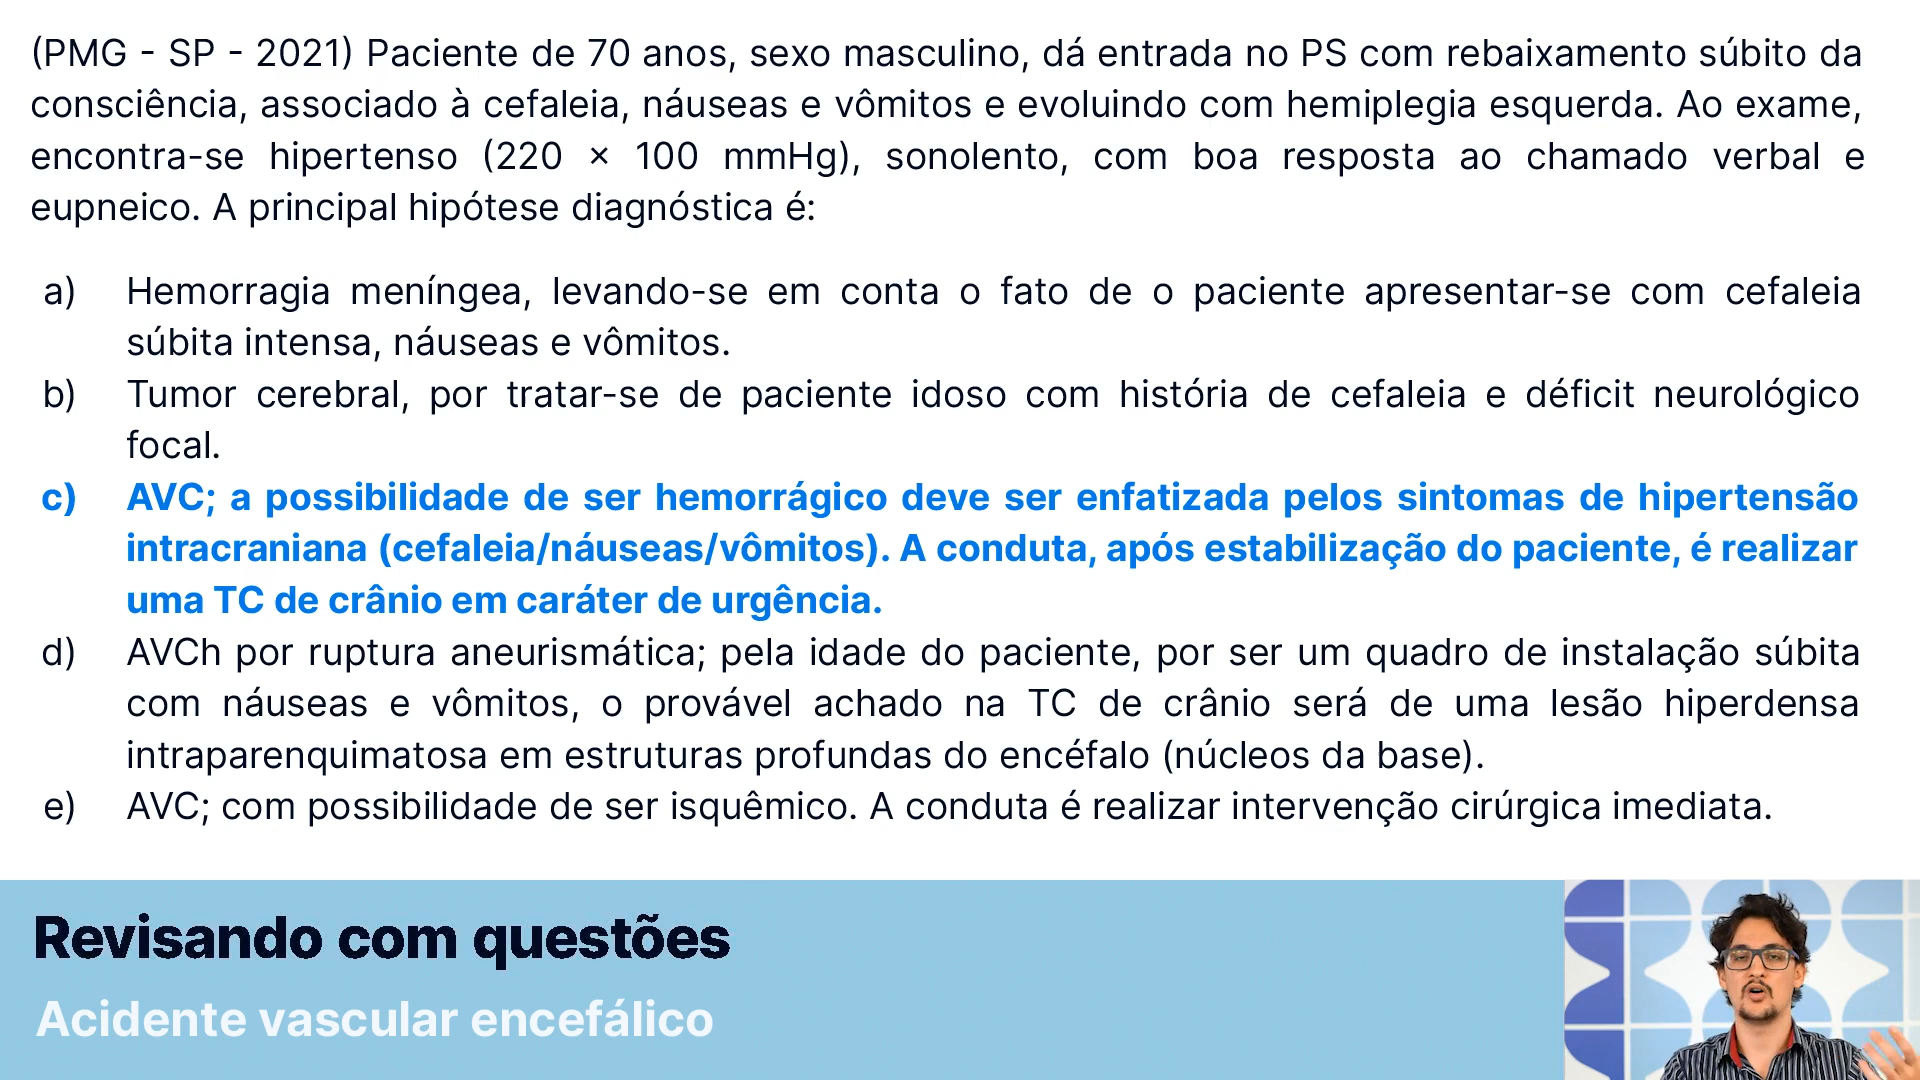 (PMG - SP - 2021) Paciente de 70 anos, sexo masculino, dá entrada no PS com rebaixamento súbito da
consciência, associado à cefaleia, náuseas e vômitos e evoluindo com hemiplegia esquerda. Ao exame,
encontra-se hipertenso (220 × 100 mmHg), sonolento, com boa resposta ao chamado verbal e
eupneico. A principal hipótese diagnóstica é:
a) Hemorragia meníngea, levando-se em conta o fato de o paciente apresentar-se com cefaleia
súbita intensa, náuseas e vômitos.
b) Tumor cerebral, por tratar-se de paciente idoso com história de cefaleia e déficit neurológico
focal.
c) AVC; a possibilidade de ser hemorrágico deve ser enfatizada pelos sintomas de hipertensão
intracraniana (cefaleia/náuseas/vômitos). A conduta, após estabilização do paciente, é realizar
uma TC de crânio em caráter de urgência.
d) AVCh por ruptura aneurismática; pela idade do paciente, por ser um quadro de instalação súbita
com náuseas e vômitos, o provável achado na TC de crânio será de uma lesão hiperdensa
intraparenquimatosa em estruturas profundas do encéfalo (núcleos da base).
e) AVC; com possibilidade de ser isquêmico. A conduta é realizar intervenção cirúrgica imediata.
Revisando com questões
Acidente vascular encefálico